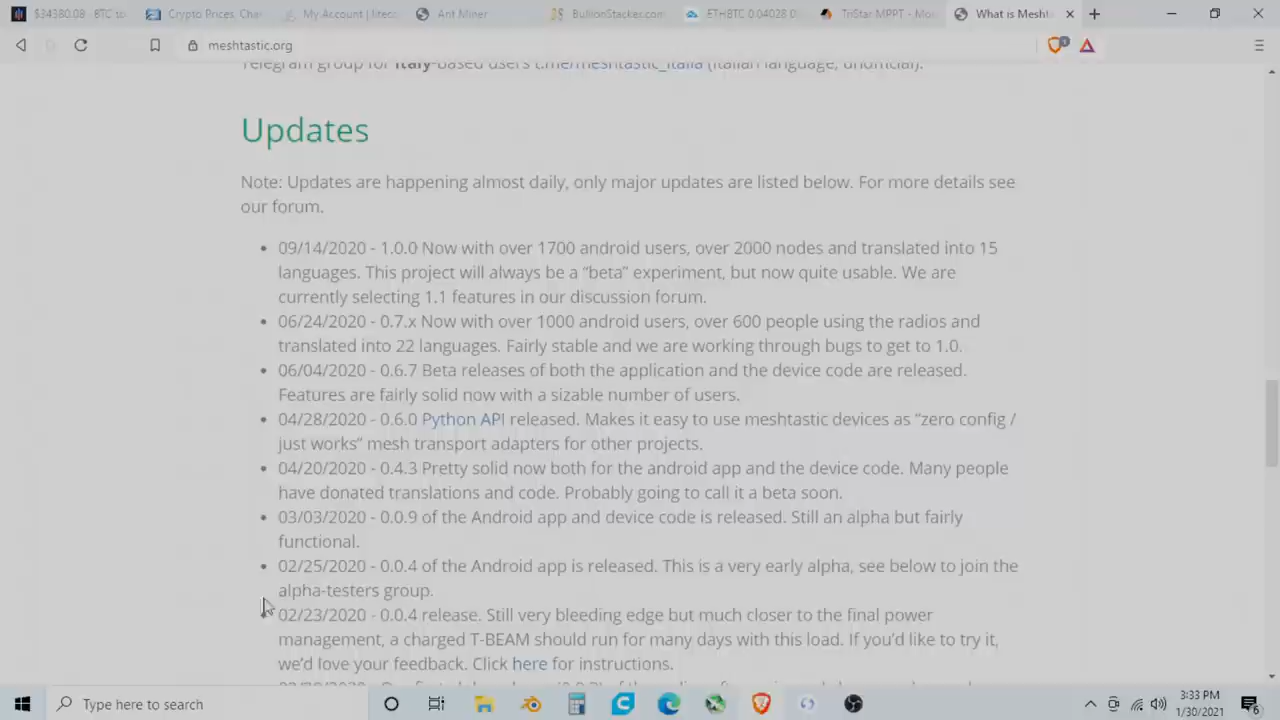 $34380.08 - BTC to
Crypto Prices, Cha
My Account | liteco
Ant Miner
BullionStacker.com
ETHBTC 0.04028 0
TriStar MPPT - Mo
What is Mesht
meshtastic.org
Telegram group for Italy-based users t.me/meshtastic_italia (Italian language, unofficial).
Updates
Note: Updates are happening almost daily, only major updates are listed below. For more details see
our forum.
09/14/2020 - 1.0.0 Now with over 1700 android users, over 2000 nodes and translated into 15
languages. This project will always be a “beta” experiment, but now quite usable. We are
currently selecting 1.1 features in our discussion forum.
06/24/2020 - 0.7.x Now with over 1000 android users, over 600 people using the radios and
translated into 22 languages. Fairly stable and we are working through bugs to get to 1.0.
06/04/2020 - 0.6.7 Beta releases of both the application and the device code are released.
Features are fairly solid now with a sizable number of users.
04/28/2020 - 0.6.0 Python API released. Makes it easy to use meshtastic devices as “zero config /
just works” mesh transport adapters for other projects.
04/20/2020 - 0.4.3 Pretty solid now both for the android app and the device code. Many people
have donated translations and code. Probably going to call it a beta soon.
03/03/2020 - 0.0.9 of the Android app and device code is released. Still an alpha but fairly
functional.
02/25/2020 - 0.0.4 of the Android app is released. This is a very early alpha, see below to join the
alpha-testers group.
02/23/2020 - 0.0.4 release. Still very bleeding edge but much closer to the final power
management, a charged T-BEAM should run for many days with this load. If you’d like to try it,
we’d love your feedback. Click here for instructions.
Type here to search
3:33 PM
1/30/2021
6